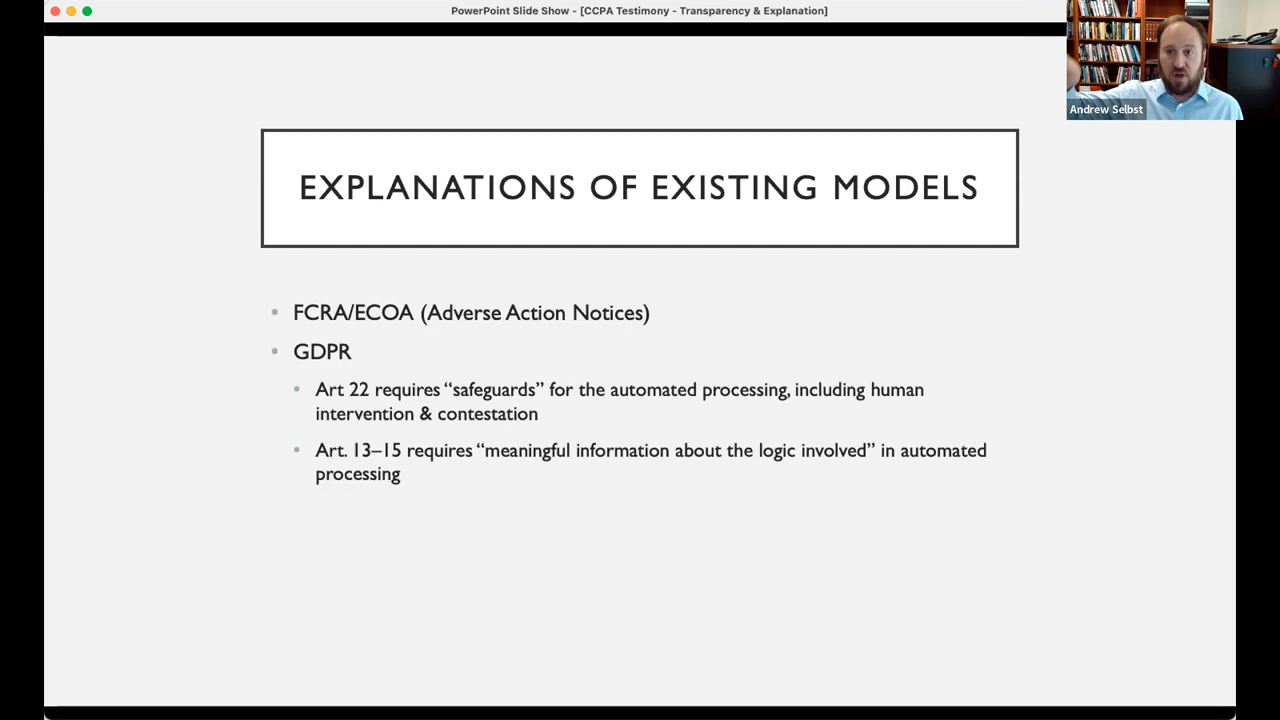 PowerPoint Slide Show - [CCPA Testimony - Transparency & Explanation]
Andrew Selbst
EXPLANATIONS OF EXISTING MODELS
• FCRA/ECOA (Adverse Action Notices)
• GDPR
• Art 22 requires “safeguards” for the automated processing, including human
intervention & contestation
• Art. 13–15 requires “meaningful information about the logic involved” in automated
processing